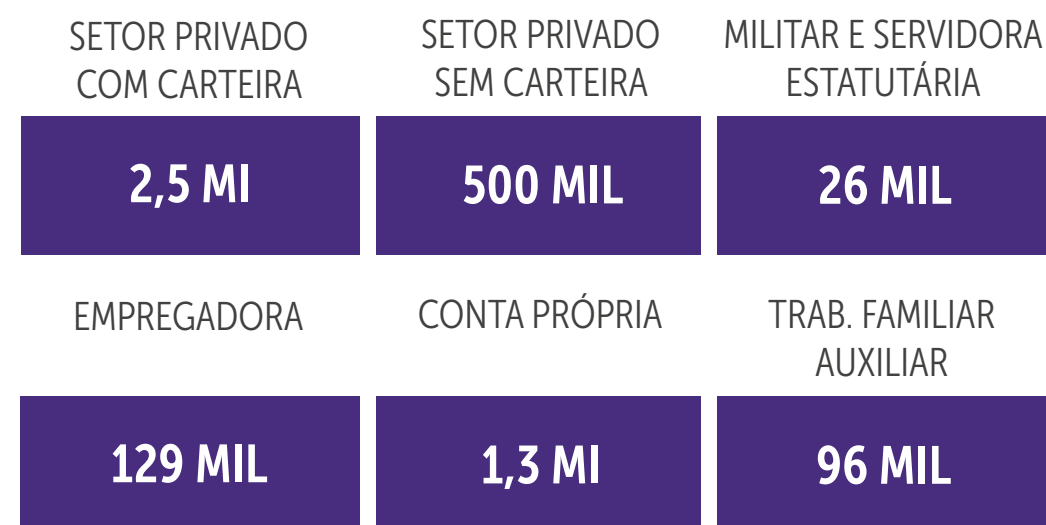 SETOR PRIVADO
COM CARTEIRA
SETOR PRIVADO
SEM CARTEIRA
MILITAR E SERVIDORA
ESTATUTÁRIA
2,5 MI
500 MIL
26 MIL
EMPREGADORA
CONTA PRÓPRIA
TRAB. FAMILIAR
AUXILIAR
129 MIL
1,3 MI
96 MIL